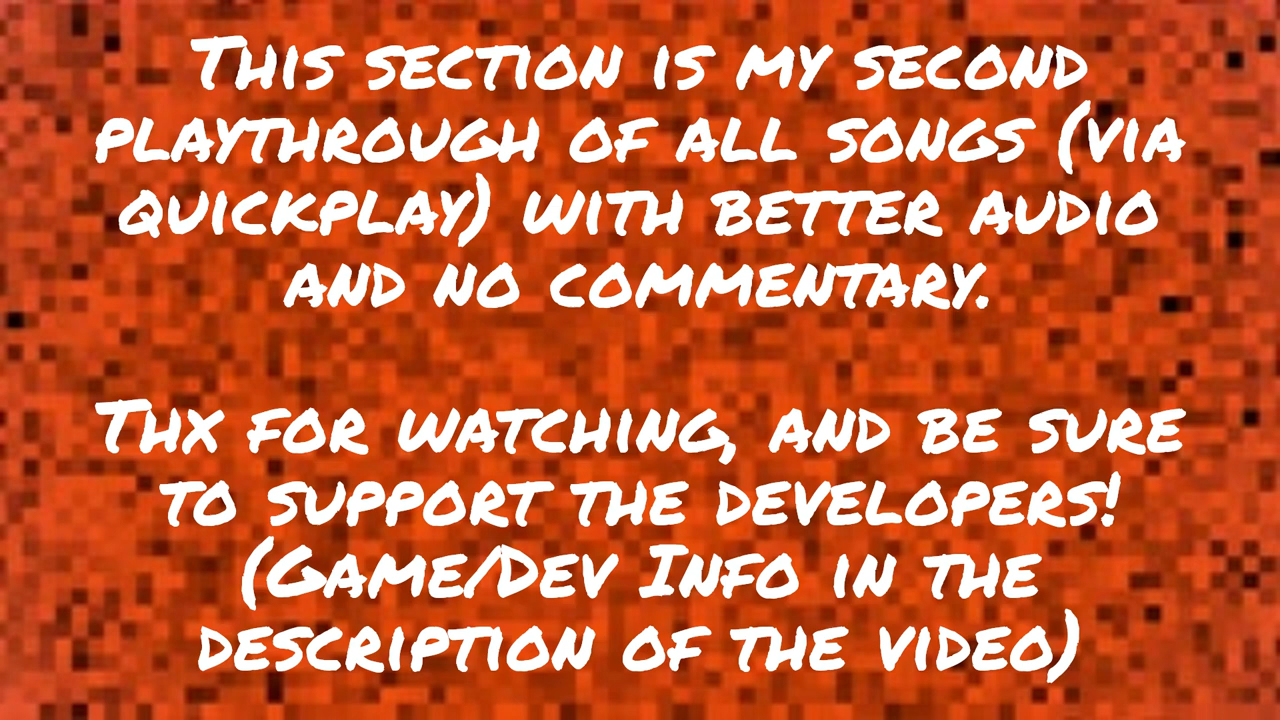 This section is my second
playthrough of all songs (via
quickplay) with better audio
and no commentary.
Thx for watching, and be sure
to support the developers!
(Game/Dev Info in the
description of the video)